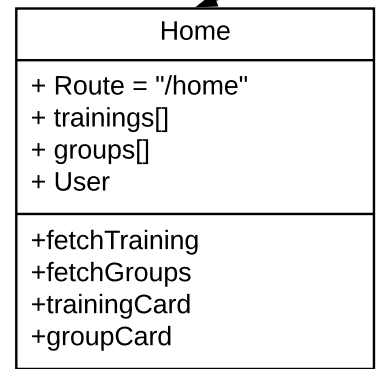 Home
+ Route = "/home"
+ trainings[]
+ groups[]
+ User
+fetchTraining
+fetchGroups
+trainingCard
+groupCard